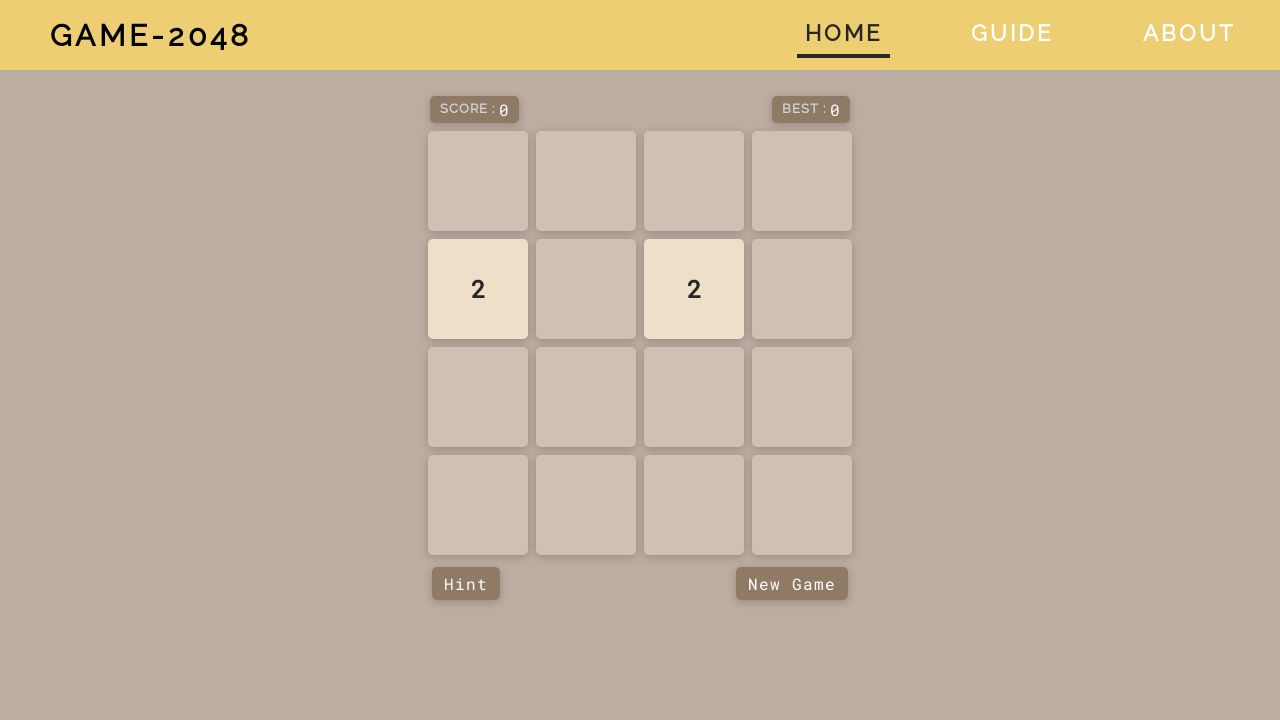 GAME-2048
HOME GUIDE ABOUT
SCORE : 0
BEST : 0
2 2
Hint
New Game